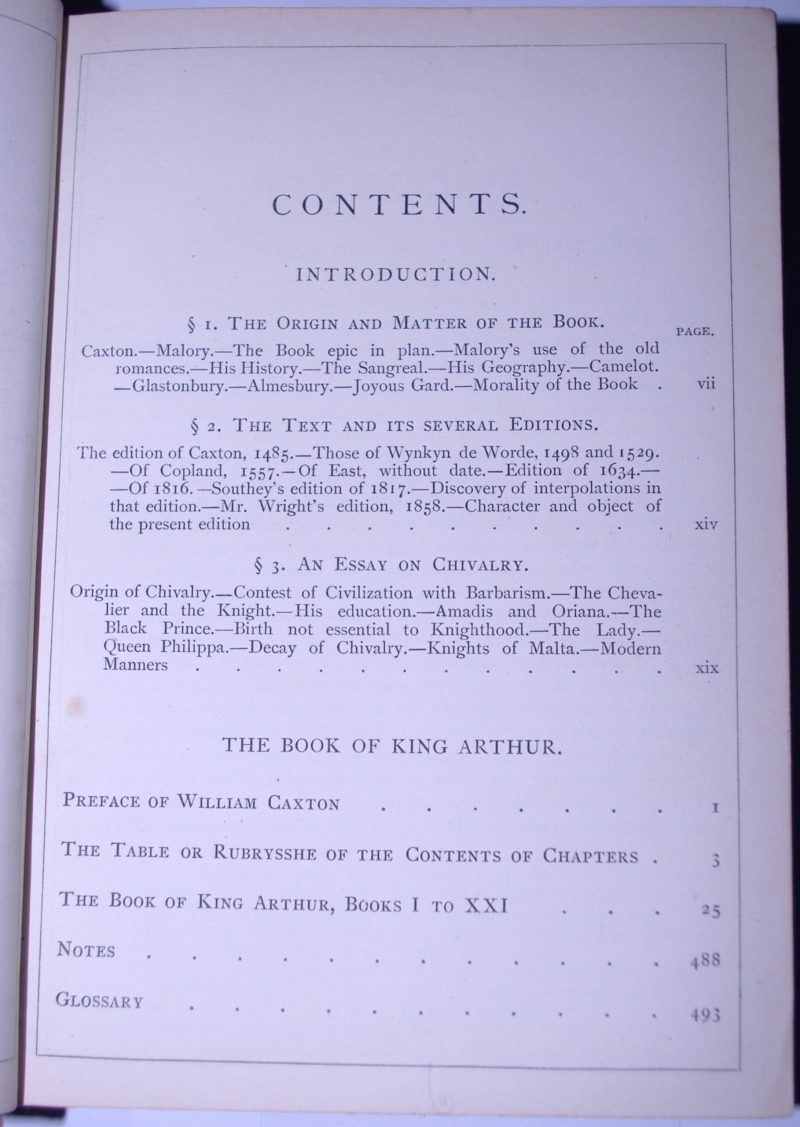 CONTENTS.
INTRODUCTION.
§ 1. The Origin and Matter of the Book.
PAGE.
Caxton.—Malory.—The Book epic in plan.—Malory's use of the old
romances.—His History.—The Sangreal.—His Geography.—Camelot.
—Glastonbury.—Almesbury.—Joyous Gard.—Morality of the Book . vii
§ 2. The Text and its several Editions.
The edition of Caxton, 1485.—Those of Wynkyn de Worde, 1498 and 1529.
—Of Copland, 1557.—Of East, without date.—Edition of 1634.—
—Of 1816.—Southey's edition of 1817.—Discovery of interpolations in
that edition.—Mr. Wright's edition, 1858.—Character and object of
the present edition . . . . . . . . . . xiv
§ 3. An Essay on Chivalry.
Origin of Chivalry.—Contest of Civilization with Barbarism.—The Cheva-
lier and the Knight.—His education.—Amadis and Oriana.—The
Black Prince.—Birth not essential to Knighthood.—The Lady.—
Queen Philippa.—Decay of Chivalry.—Knights of Malta.—Modern
Manners . . . . . . . . . . . . xix
THE BOOK OF KING ARTHUR.
Preface of William Caxton . . . . . . . 1
The Table or Rubrysshe of the Contents of Chapters . 3
The Book of King Arthur, Books I to XXI . . . 25
Notes . . . . . . . . . . . . 488
Glossary . . . . . . . . . . . 493